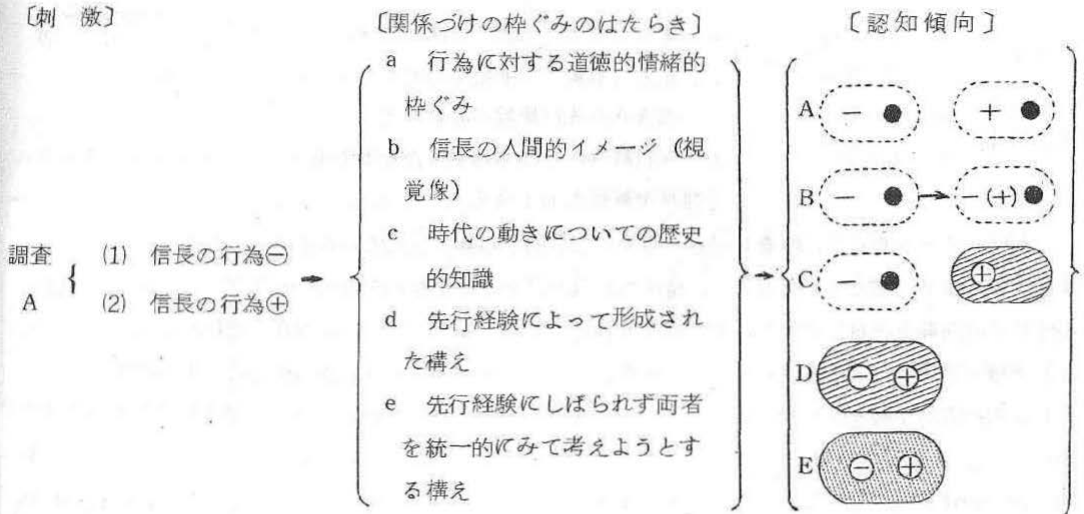 〔刺 激〕
〔関係づけの枠ぐみのはたらき〕
〔認知傾向〕
調査
A
{
(1) 信長の行為⊖
(2) 信長の行為⊕
→
a 行為に対する道徳的情緒的
枠ぐみ
b 信長の人間的イメージ (視
覚像)
c 時代の動きについての歴史
的知識
d 先行経験によって形成され
た構え
e 先行経験にしばられず両者
を統一的にみて考えようとす
る構え
→
A − ● + ●
B − ● → − (+) ●
C − ● ⊕
D ⊖ ⊕
E ⊖ ⊕